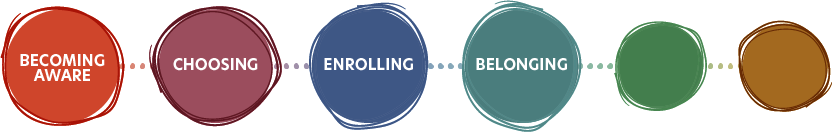 BECOMING
AWARE
CHOOSING
ENROLLING
BELONGING